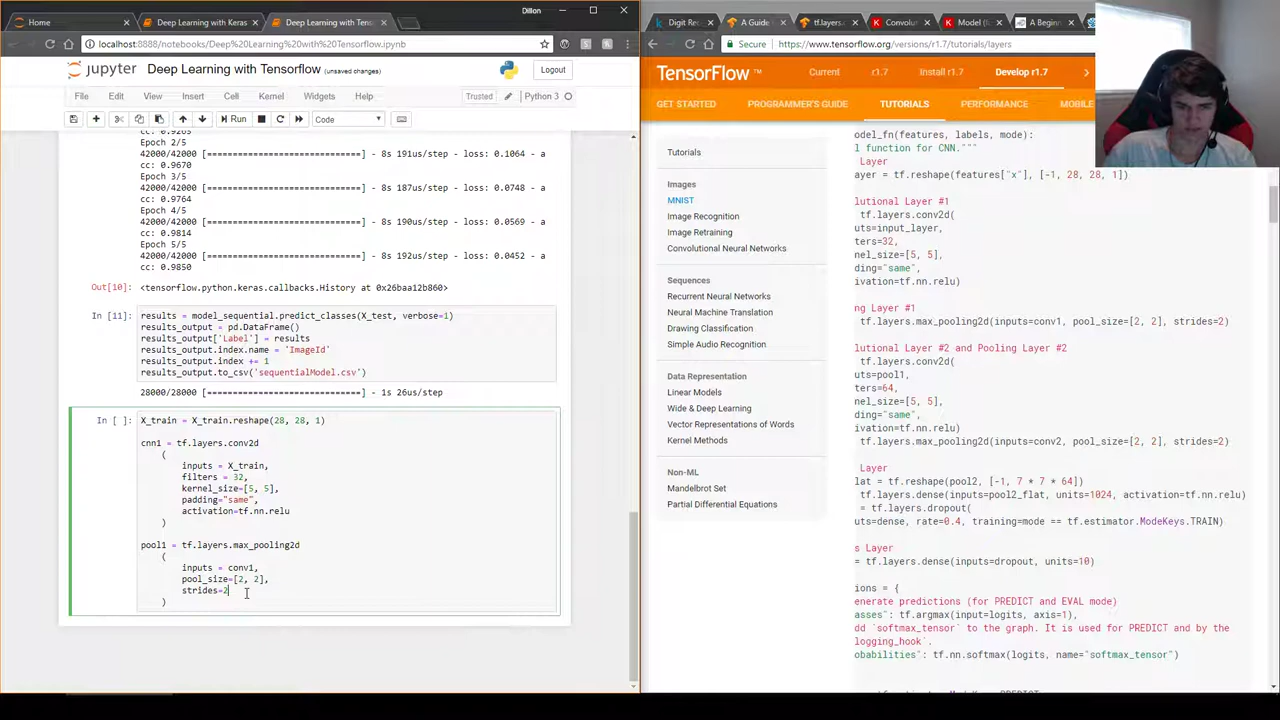 Home
Deep Learning with Keras
Deep Learning with Tens
Dillon
localhost:8888/notebooks/Deep%20Learning%20with%20Tensorflow.ipynb
jupyter Deep Learning with Tensorflow (unsaved changes)
Logout
File Edit View Insert Cell Kernel Widgets Help
Trusted
Python 3
Run
Code
cc: 0.9263
Epoch 2/5
42000/42000 [==============================] - 8s 191us/step - loss: 0.1064 - a
cc: 0.9670
Epoch 3/5
42000/42000 [==============================] - 8s 187us/step - loss: 0.0748 - a
cc: 0.9764
Epoch 4/5
42000/42000 [==============================] - 8s 190us/step - loss: 0.0569 - a
cc: 0.9814
Epoch 5/5
42000/42000 [==============================] - 8s 192us/step - loss: 0.0452 - a
cc: 0.9850
Out[10]: <tensorflow.python.keras.callbacks.History at 0x26baa12b860>
In [11]: results = model_sequential.predict_classes(X_test, verbose=1)
results_output = pd.DataFrame()
results_output['Label'] = results
results_output.index.name = 'ImageId'
results_output.index += 1
results_output.to_csv('sequentialModel.csv')
28000/28000 [==============================] - 1s 26us/step
In [ ]: X_train = X_train.reshape(28, 28, 1)
cnn1 = tf.layers.conv2d
(
inputs = X_train,
filters = 32,
kernel_size=[5, 5],
padding="same",
activation=tf.nn.relu
)
pool1 = tf.layers.max_pooling2d
(
inputs = conv1,
pool_size=[2, 2],
strides=2
)
Digit Rec
A Guide
tf.layers.
Convolu
Model (
A Begin
Secure https://www.tensorflow.org/versions/r1.7/tutorials/layers
TensorFlow™
Current r1.7 Install r1.7 Develop r1.7
GET STARTED PROGRAMMER'S GUIDE TUTORIALS PERFORMANCE MOBILE
Tutorials
Images
MNIST
Image Recognition
Image Retraining
Convolutional Neural Networks
Sequences
Recurrent Neural Networks
Neural Machine Translation
Drawing Classification
Simple Audio Recognition
Data Representation
Linear Models
Wide & Deep Learning
Vector Representations of Words
Kernel Methods
Non-ML
Mandelbrot Set
Partial Differential Equations
odel_fn(features, labels, mode):
l function for CNN."""
Layer
ayer = tf.reshape(features["x"], [-1, 28, 28, 1])
lutional Layer #1
tf.layers.conv2d(
uts=input_layer,
ters=32,
nel_size=[5, 5],
ding="same",
ivation=tf.nn.relu)
ng Layer #1
tf.layers.max_pooling2d(inputs=conv1, pool_size=[2, 2], strides=2)
lutional Layer #2 and Pooling Layer #2
tf.layers.conv2d(
uts=pool1,
ters=64,
nel_size=[5, 5],
ding="same",
ivation=tf.nn.relu)
tf.layers.max_pooling2d(inputs=conv2, pool_size=[2, 2], strides=2)
Layer
lat = tf.reshape(pool2, [-1, 7 * 7 * 64])
tf.layers.dense(inputs=pool2_flat, units=1024, activation=tf.nn.relu)
= tf.layers.dropout(
uts=dense, rate=0.4, training=mode == tf.estimator.ModeKeys.TRAIN)
s Layer
= tf.layers.dense(inputs=dropout, units=10)
ions = {
enerate predictions (for PREDICT and EVAL mode)
asses": tf.argmax(input=logits, axis=1),
dd `softmax_tensor` to the graph. It is used for PREDICT and by the
logging_hook`.
obabilities": tf.nn.softmax(logits, name="softmax_tensor")